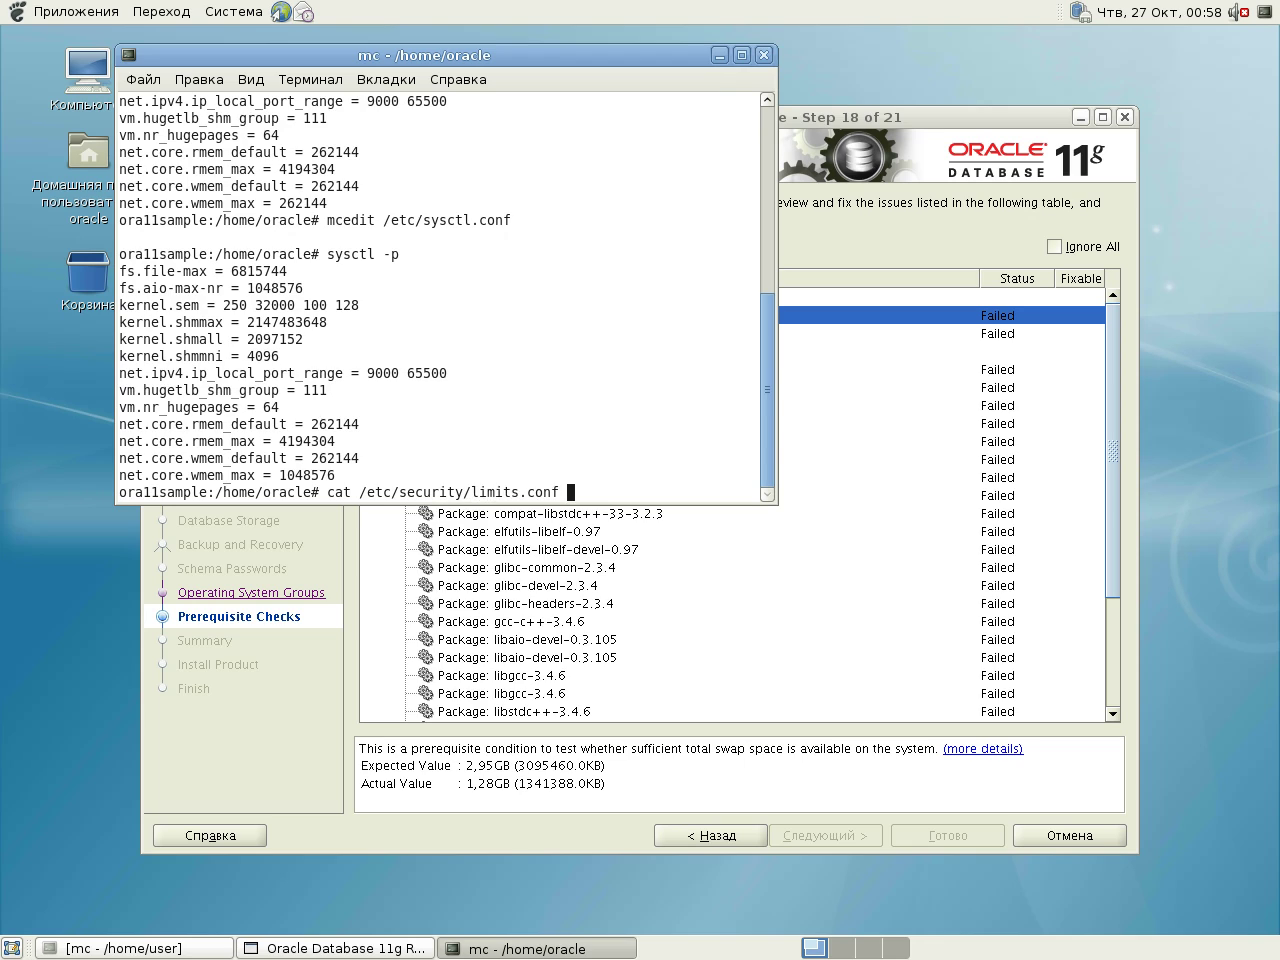 Приложения Переход Система
Чтв, 27 Окт, 00:58
Компьют
Домашняя п
пользоват
oracle
Корзина
mc - /home/oracle
Файл Правка Вид Терминал Вкладки Справка
net.ipv4.ip_local_port_range = 9000 65500
vm.hugetlb_shm_group = 111
vm.nr_hugepages = 64
net.core.rmem_default = 262144
net.core.rmem_max = 4194304
net.core.wmem_default = 262144
net.core.wmem_max = 262144
ora11sample:/home/oracle# mcedit /etc/sysctl.conf
ora11sample:/home/oracle# sysctl -p
fs.file-max = 6815744
fs.aio-max-nr = 1048576
kernel.sem = 250 32000 100 128
kernel.shmmax = 2147483648
kernel.shmall = 2097152
kernel.shmmni = 4096
net.ipv4.ip_local_port_range = 9000 65500
vm.hugetlb_shm_group = 111
vm.nr_hugepages = 64
net.core.rmem_default = 262144
net.core.rmem_max = 4194304
net.core.wmem_default = 262144
net.core.wmem_max = 1048576
ora11sample:/home/oracle# cat /etc/security/limits.conf
e - Step 18 of 21
ORACLE
DATABASE 11g
eview and fix the issues listed in the following table, and
Ignore All
Status Fixable
Failed
Failed
Failed
Failed
Failed
Failed
Failed
Failed
Failed
Failed
Package: compat-libstdc++-33-3.2.3 Failed
Package: elfutils-libelf-0.97 Failed
Package: elfutils-libelf-devel-0.97 Failed
Package: glibc-common-2.3.4 Failed
Package: glibc-devel-2.3.4 Failed
Package: glibc-headers-2.3.4 Failed
Package: gcc-c++-3.4.6 Failed
Package: libaio-devel-0.3.105 Failed
Package: libaio-devel-0.3.105 Failed
Package: libgcc-3.4.6 Failed
Package: libgcc-3.4.6 Failed
Package: libstdc++-3.4.6 Failed
Database Storage
Backup and Recovery
Schema Passwords
Operating System Groups
Prerequisite Checks
Summary
Install Product
Finish
This is a prerequisite condition to test whether sufficient total swap space is available on the system. (more details)
Expected Value : 2,95GB (3095460.0KB)
Actual Value : 1,28GB (1341388.0KB)
Справка
< Назад
Следующий >
Готово
Отмена
[mc - /home/user]
Oracle Database 11g R...
mc - /home/oracle